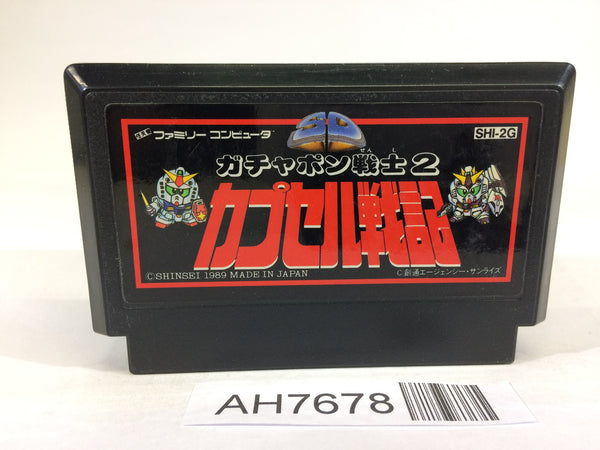 ファミリーコンピュータ
SD
SHI-2G
ガチャポン戦士2
せんし
カプセル戦記
©SHINSEI 1989 MADE IN JAPAN
C 創通エージェンシー・サンライズ
AH7678